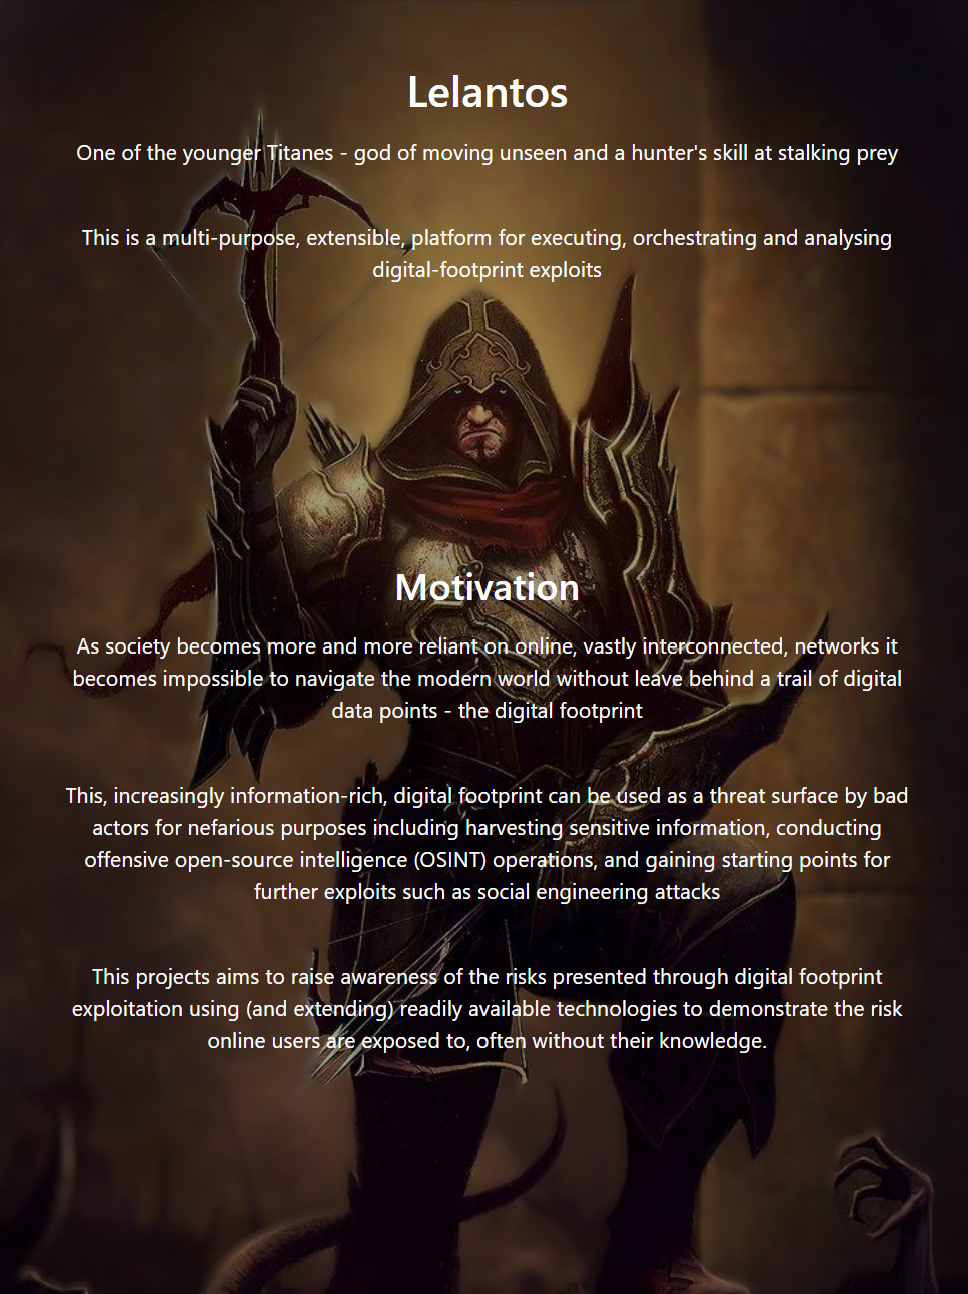 Lelantos
One of the younger Titanes - god of moving unseen and a hunter's skill at stalking prey
This is a multi-purpose, extensible, platform for executing, orchestrating and analysing
digital-footprint exploits
Motivation
As society becomes more and more reliant on online, vastly interconnected, networks it
becomes impossible to navigate the modern world without leave behind a trail of digital
data points - the digital footprint
This, increasingly information-rich, digital footprint can be used as a threat surface by bad
actors for nefarious purposes including harvesting sensitive information, conducting
offensive open-source intelligence (OSINT) operations, and gaining starting points for
further exploits such as social engineering attacks
This projects aims to raise awareness of the risks presented through digital footprint
exploitation using (and extending) readily available technologies to demonstrate the risk
online users are exposed to, often without their knowledge.